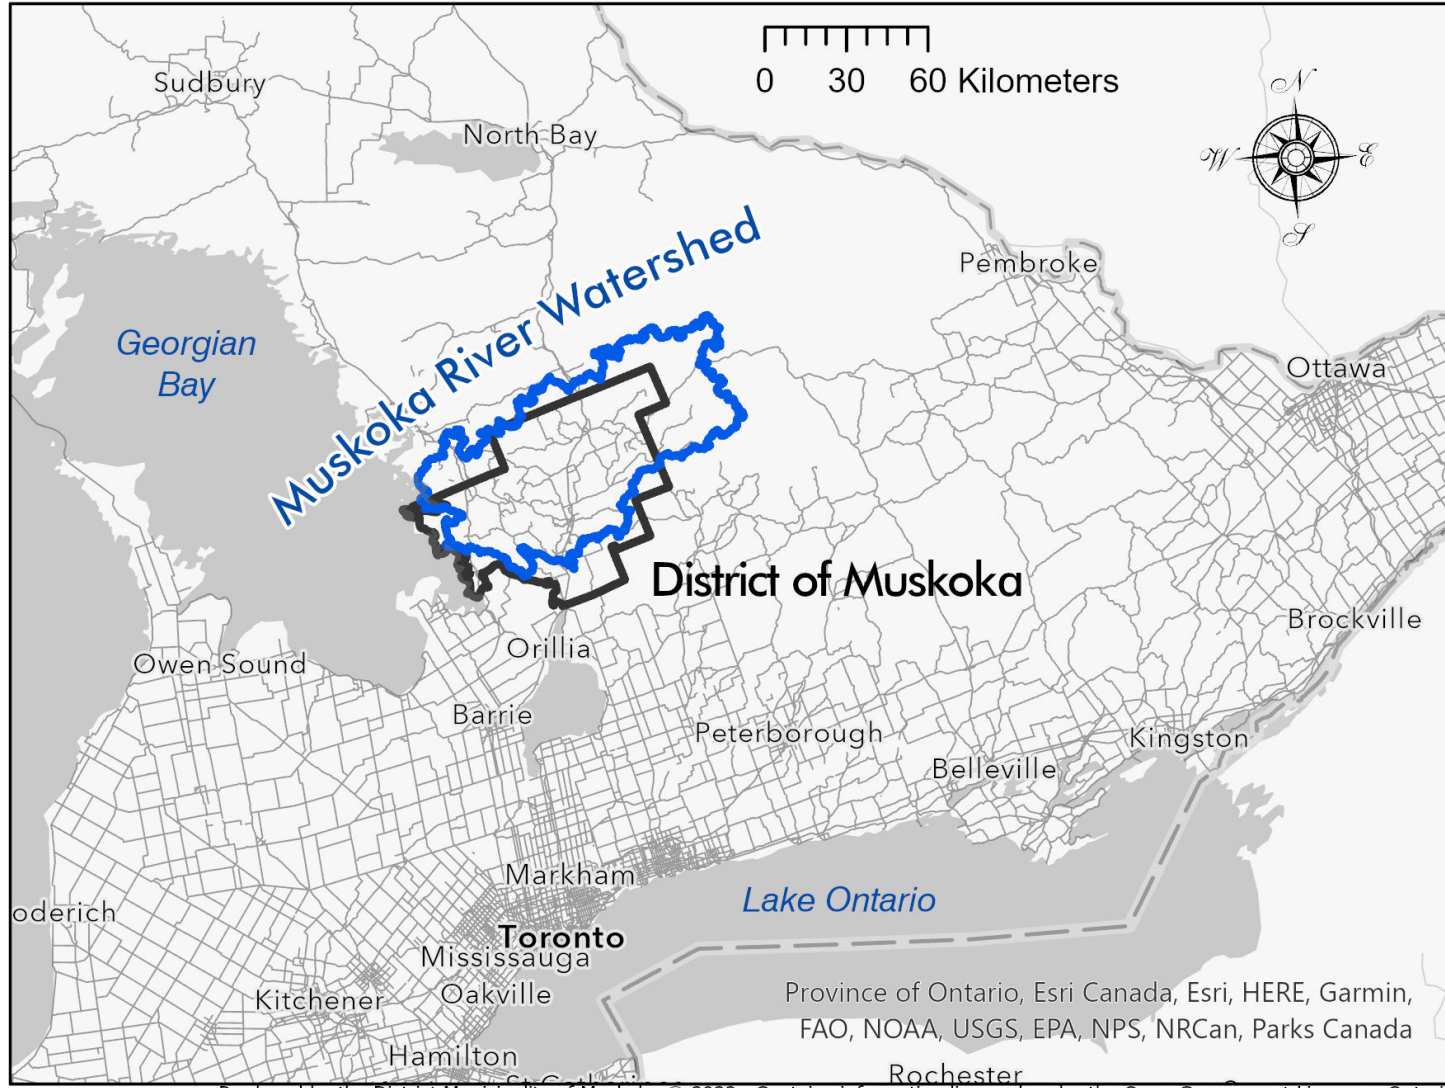 0 30 60 Kilometers
Sudbury
North Bay
N
W E
S
Pembroke
Muskoka River Watershed
Georgian
Bay
Ottawa
District of Muskoka
Brockville
Orillia
Owen Sound
Barrie
Peterborough
Kingston
Belleville
Markham
Lake Ontario
oderich
Toronto
Mississauga
Oakville
Kitchener
Province of Ontario, Esri Canada, Esri, HERE, Garmin,
FAO, NOAA, USGS, EPA, NPS, NRCan, Parks Canada
Hamilton
Rochester